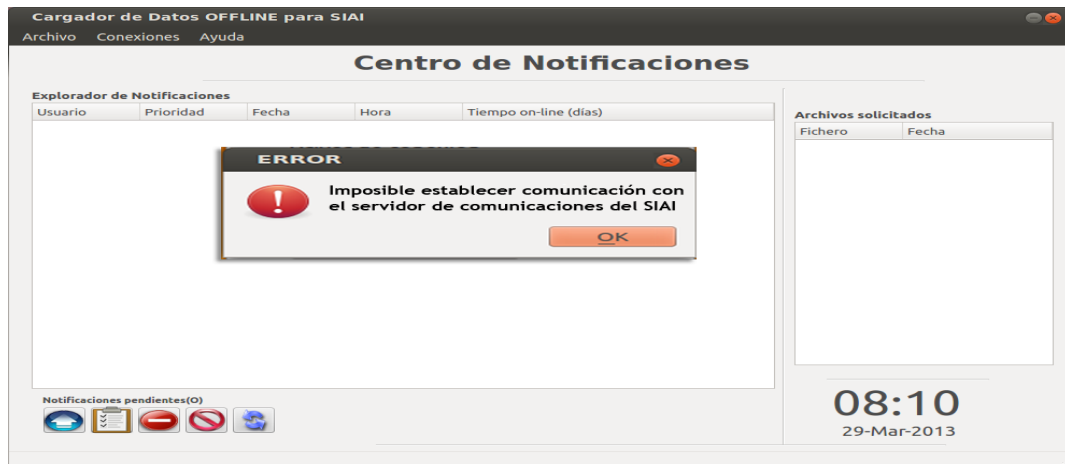 Cargador de Datos OFFLINE para SIAI
Archivo Conexiones Ayuda
Centro de Notificaciones
Explorador de Notificaciones
Usuario Prioridad Fecha Hora Tiempo on-line (días)
Archivos solicitados
Fichero Fecha
ERROR
Imposible establecer comunicación con
el servidor de comunicaciones del SIAI
OK
Notificaciones pendientes(O)
08:10
29-Mar-2013